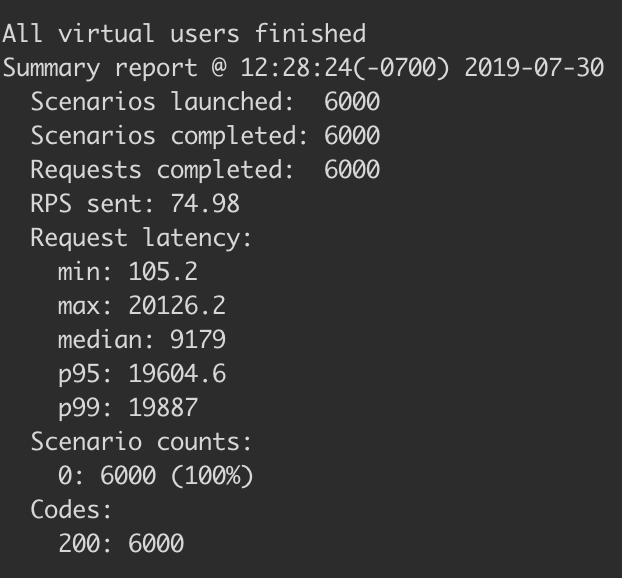 All virtual users finished
Summary report @ 12:28:24(-0700) 2019-07-30
  Scenarios launched:  6000
  Scenarios completed: 6000
  Requests completed:  6000
  RPS sent: 74.98
  Request latency:
    min: 105.2
    max: 20126.2
    median: 9179
    p95: 19604.6
    p99: 19887
  Scenario counts:
    0: 6000 (100%)
  Codes:
    200: 6000